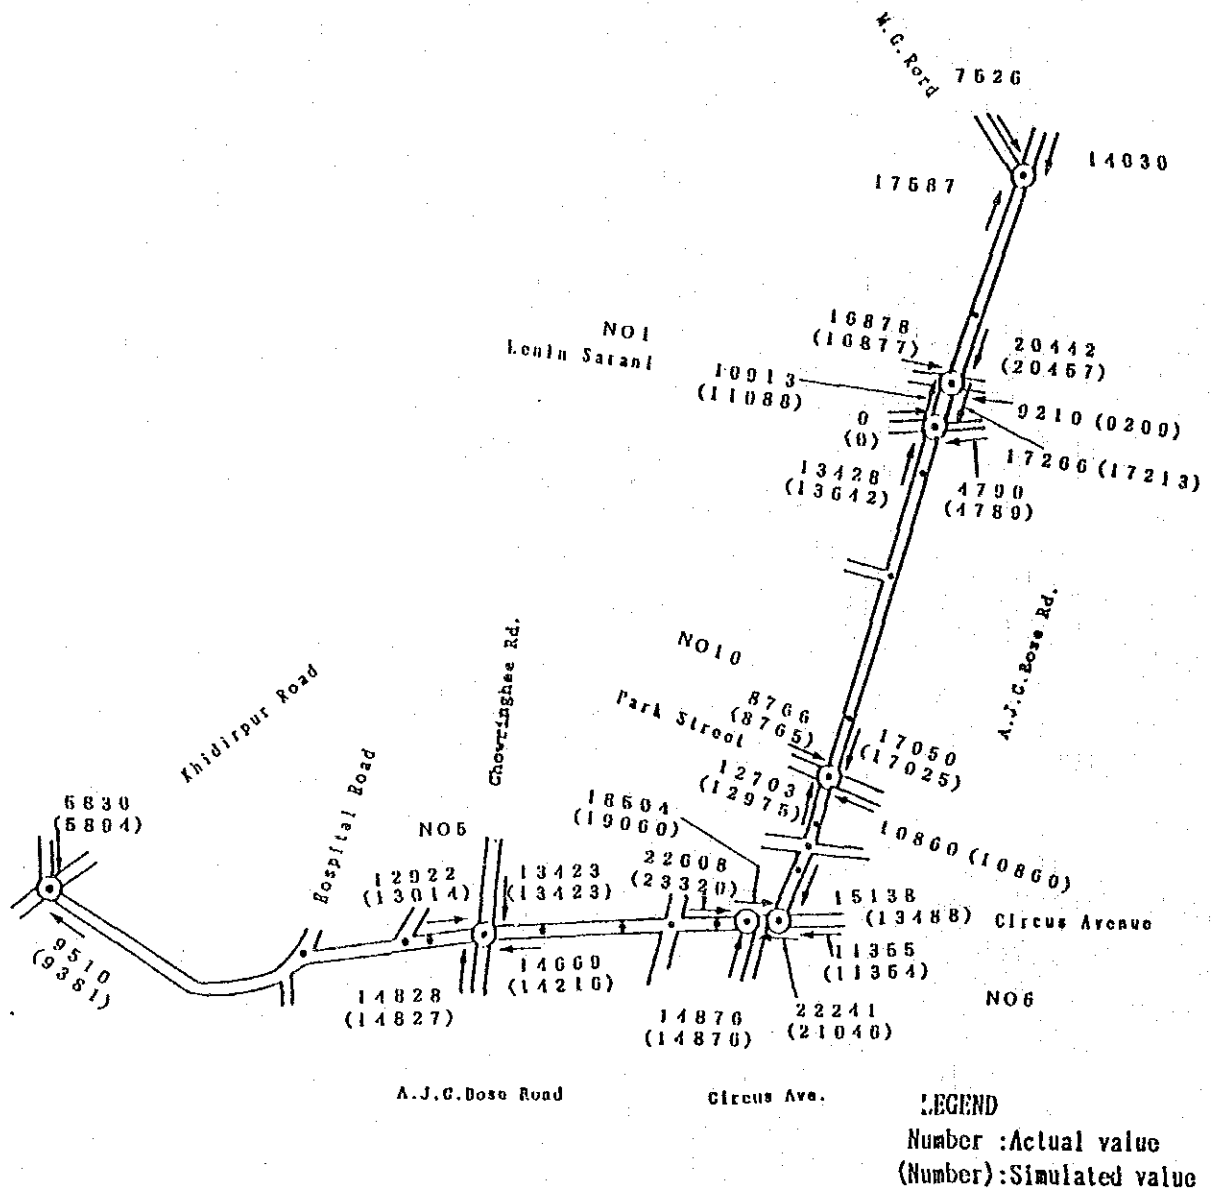 M.G.Rord
7626
14030
17587
NO1
Lenin Sarani
16878
(16877)
20442
(20457)
10913
(11088)
9210 (9209)
0
(0)
17206 (17213)
13428
(13642)
4790
(4789)
A.J.C.Bose Rd.
NO10
Park Street
8766
(8765)
17050
(17025)
12703
(12975)
10860 (10860)
Khidirpur Road
Hospital Road
Chowringhee Rd.
6630
(5804)
NO5
12922
(13014)
13423
(13423)
18604
(19060)
22608
(23320)
15138
(13488)
Circus Avenue
11355
(11354)
9510
(9381)
14669
(14216)
14828
(14827)
14876
(14876)
22241
(21046)
NO6
A.J.C.Bose Road
Circus Ave.
LEGEND
Number :Actual value
(Number):Simulated value